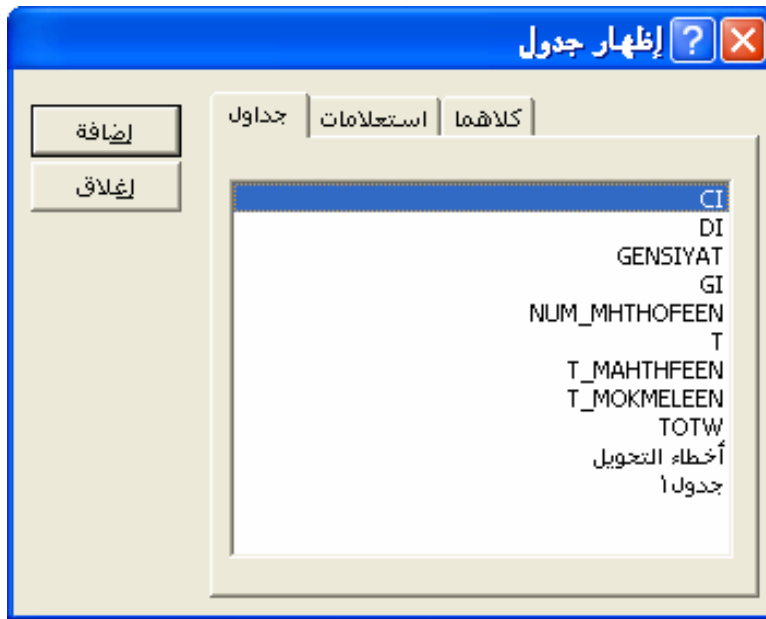 إظهار جدول
جداول
استعلامات
كلاهما
إضافة
إغلاق
CI
DI
GENSIYAT
GI
NUM_MHTHOFEEN
T
T_MAHTHFEEN
T_MOKMELEEN
TOTW
أخطاء التحويل
جدول١